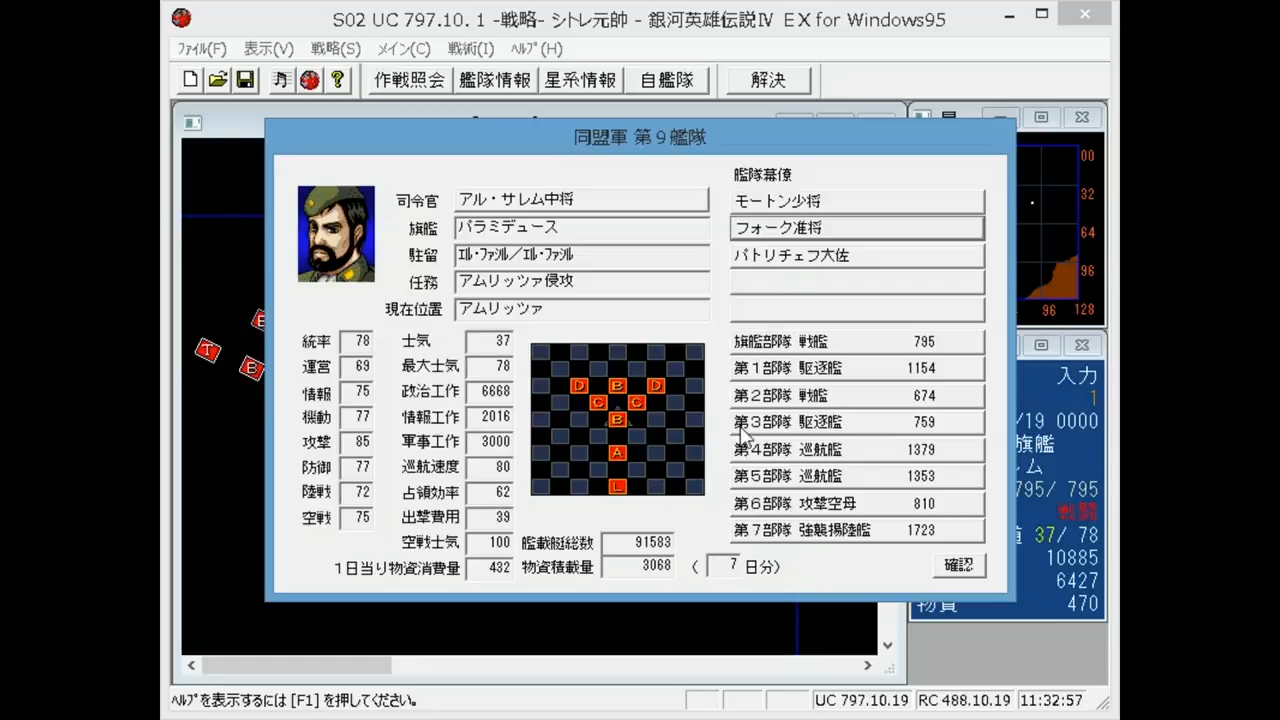 S02 UC 797.10. 1 -戦略- シトレ元帥 - 銀河英雄伝説Ⅳ EX for Windows95
ﾌｧｲﾙ(F) 表示(V) 戦略(S) メイン(C) 戦術(I) ﾍﾙﾌﾟ(H)
作戦照会 艦隊情報 星系情報 自艦隊 解決
同盟軍 第９艦隊
司令官 アル・サレム中将
旗艦 パラミデュース
駐留 ｴﾙ･ﾌｧｼﾙ／ｴﾙ･ﾌｧｼﾙ
任務 アムリッツァ侵攻
現在位置 アムリッツァ
艦隊幕僚
モートン少将
フォーク准将
パトリチェフ大佐
統率 78 士気 37
運営 69 最大士気 78
情報 75 政治工作 6668
機動 77 情報工作 2016
攻撃 85 軍事工作 3000
防御 77 巡航速度 80
陸戦 72 占領効率 62
空戦 75 出撃費用 39
空戦士気 100
１日当り物資消費量 432
D B D
C C
B
A
L
艦載艇総数 91583
物資積載量 3068 ( 7 日分)
旗艦部隊 戦艦 795
第１部隊 駆逐艦 1154
第２部隊 戦艦 674
第３部隊 駆逐艦 759
第４部隊 巡航艦 1379
第５部隊 巡航艦 1353
第６部隊 攻撃空母 810
第７部隊 強襲揚陸艦 1723
確認
T B
00
32
64
96
96 128
入力
1
/19 0000
旗艦
ム
795/ 795
37/ 78
10885
6427
物資 470
ﾍﾙﾌﾟを表示するには [F1] を押してください。
UC 797.10.19 RC 488.10.19 11:32:57